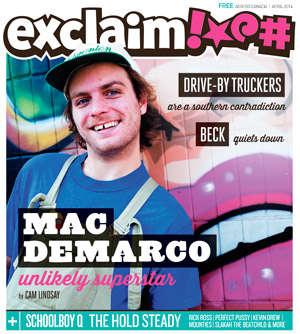 FREE ACROSS CANADA | APRIL 2014
exclaim!*@#
DRIVE-BY TRUCKERS
are a southern contradiction
BECK quiets down
MAC
DEMARCO
unlikely superstar
by CAM LINDSAY
+ SCHOOLBOY Q THE HOLD STEADY
RICK ROSS | PERFECT PUSSY | KEVIN DREW |
MOUNTIES | SLAKAH THE BEATCHILD & MORE